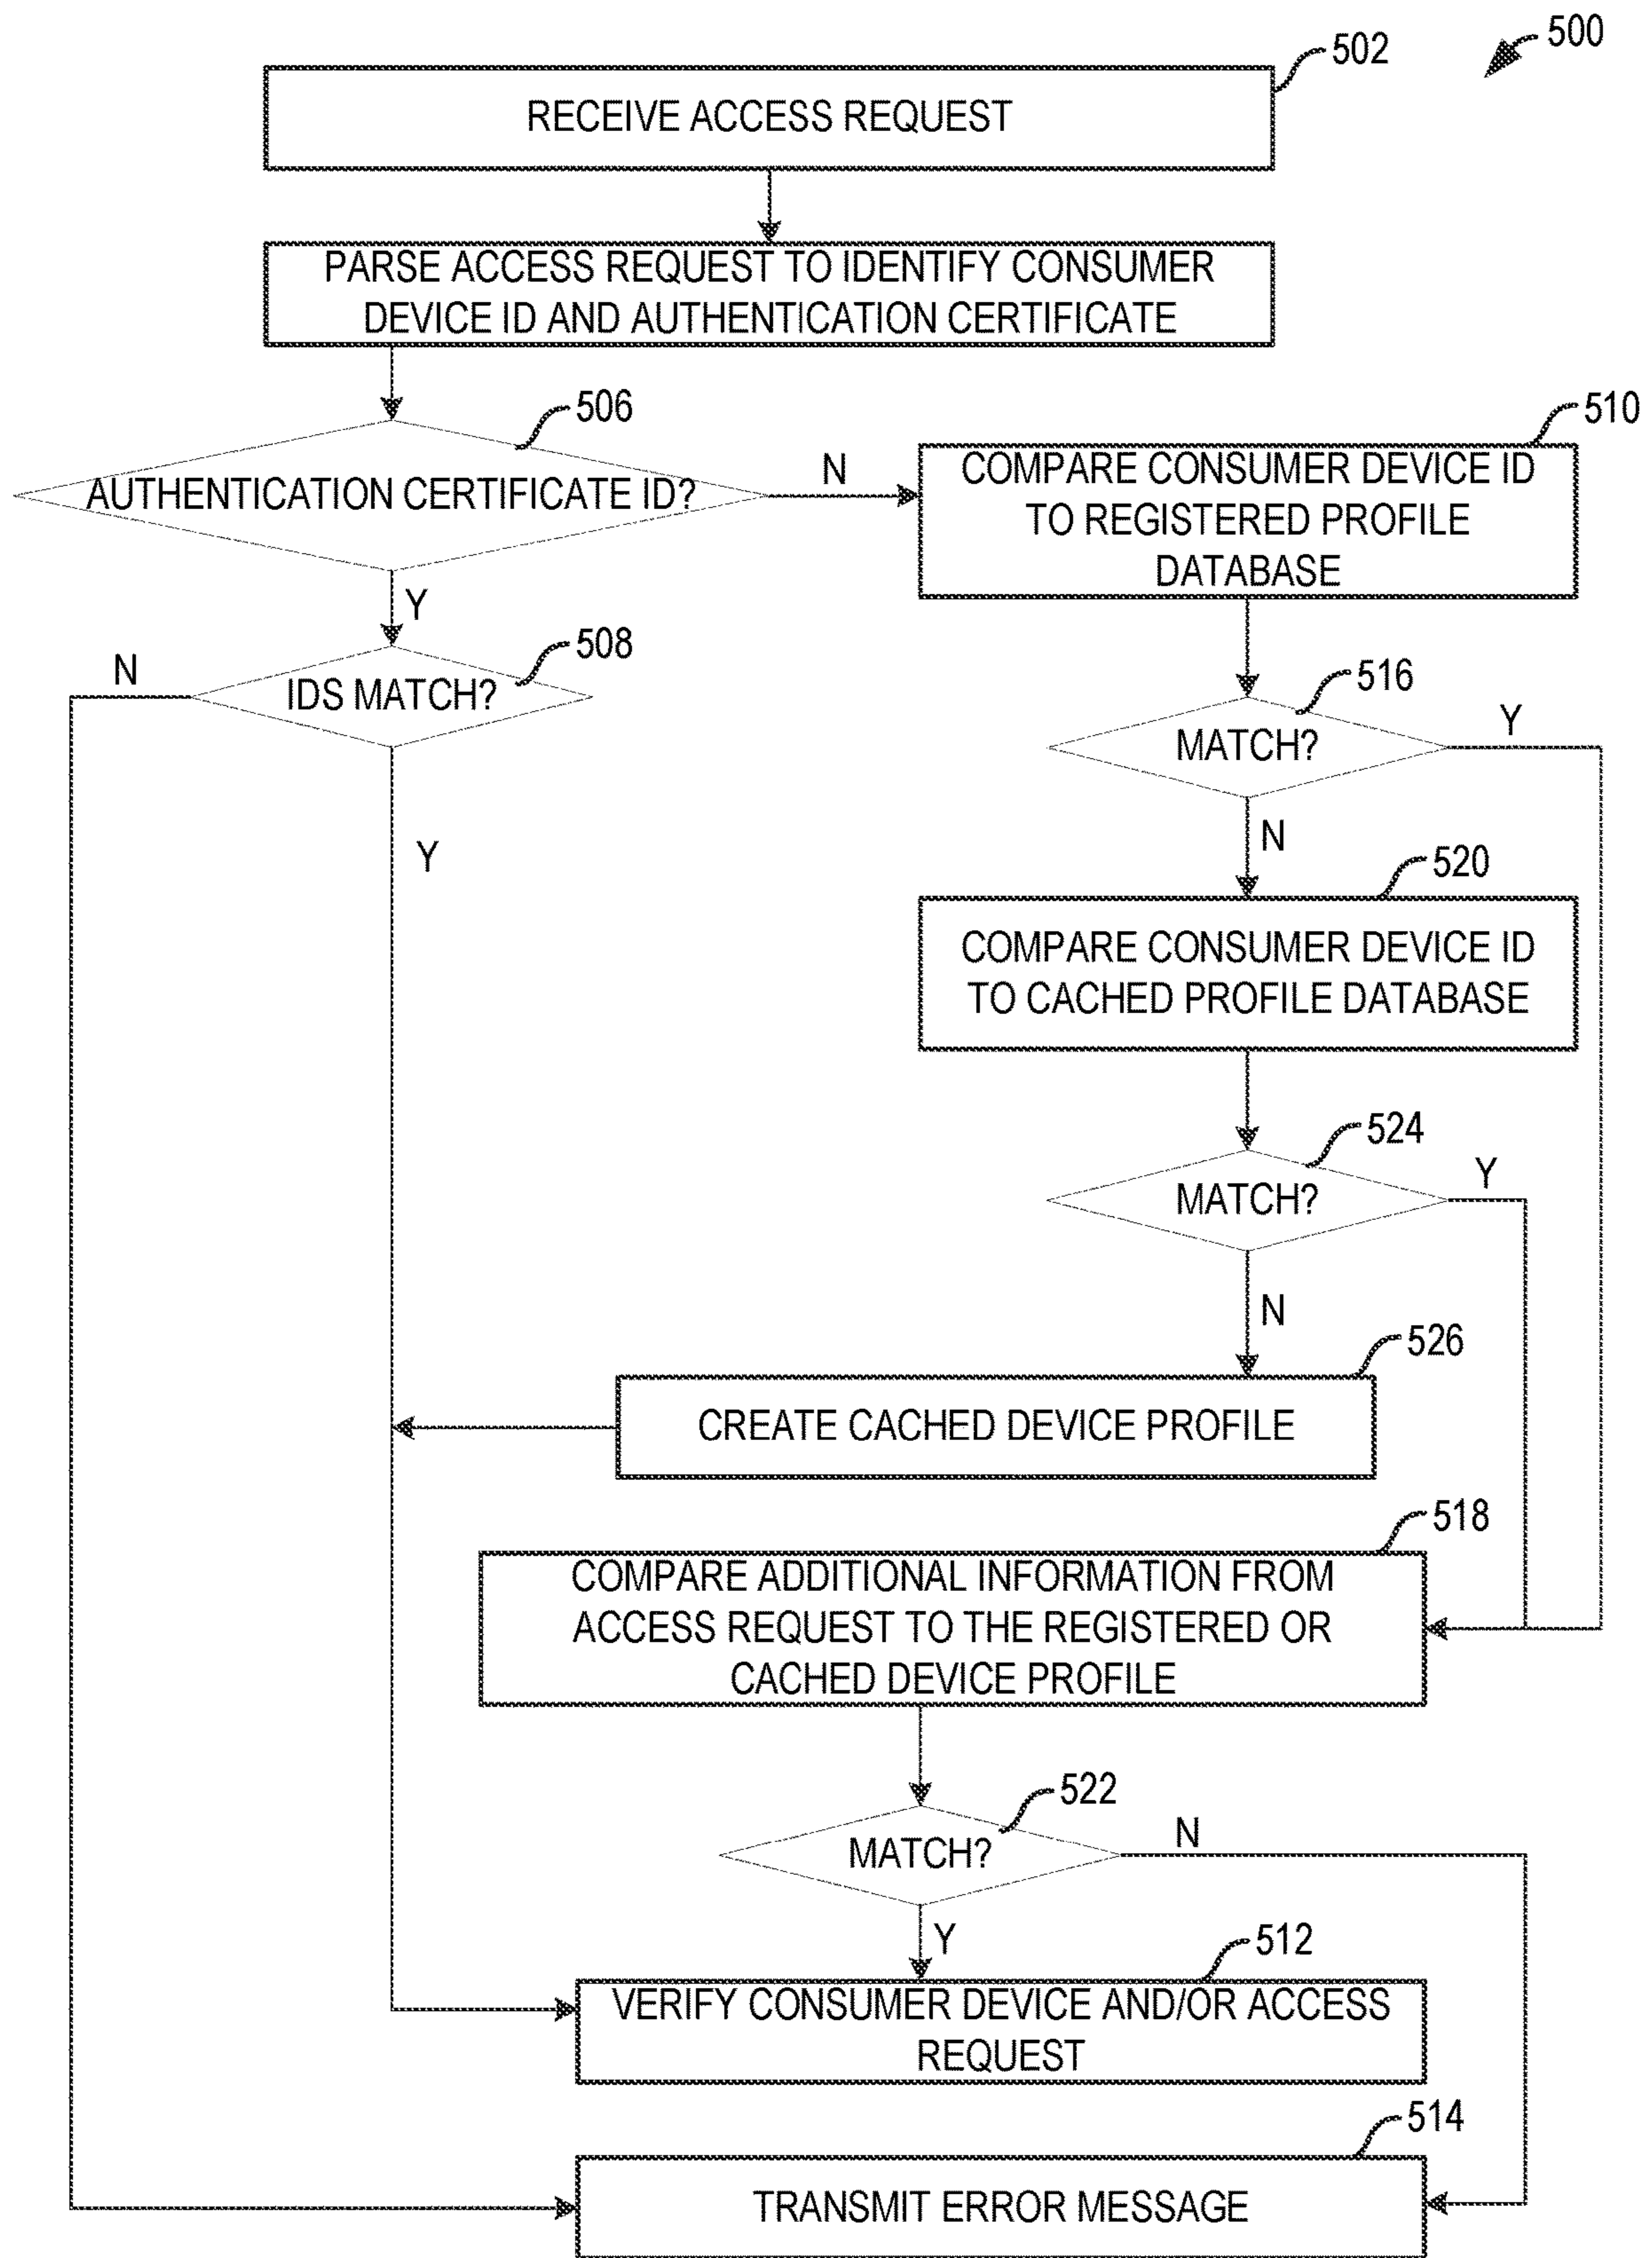 500
502
RECEIVE ACCESS REQUEST
PARSE ACCESS REQUEST TO IDENTIFY CONSUMER
DEVICE ID AND AUTHENTICATION CERTIFICATE
506
AUTHENTICATION CERTIFICATE ID?
N
510
COMPARE CONSUMER DEVICE ID
TO REGISTERED PROFILE
DATABASE
Y
508
IDS MATCH?
N
Y
516
MATCH?
Y
N
520
COMPARE CONSUMER DEVICE ID
TO CACHED PROFILE DATABASE
524
MATCH?
Y
N
526
CREATE CACHED DEVICE PROFILE
518
COMPARE ADDITIONAL INFORMATION FROM
ACCESS REQUEST TO THE REGISTERED OR
CACHED DEVICE PROFILE
522
MATCH?
N
Y
512
VERIFY CONSUMER DEVICE AND/OR ACCESS
REQUEST
514
TRANSMIT ERROR MESSAGE